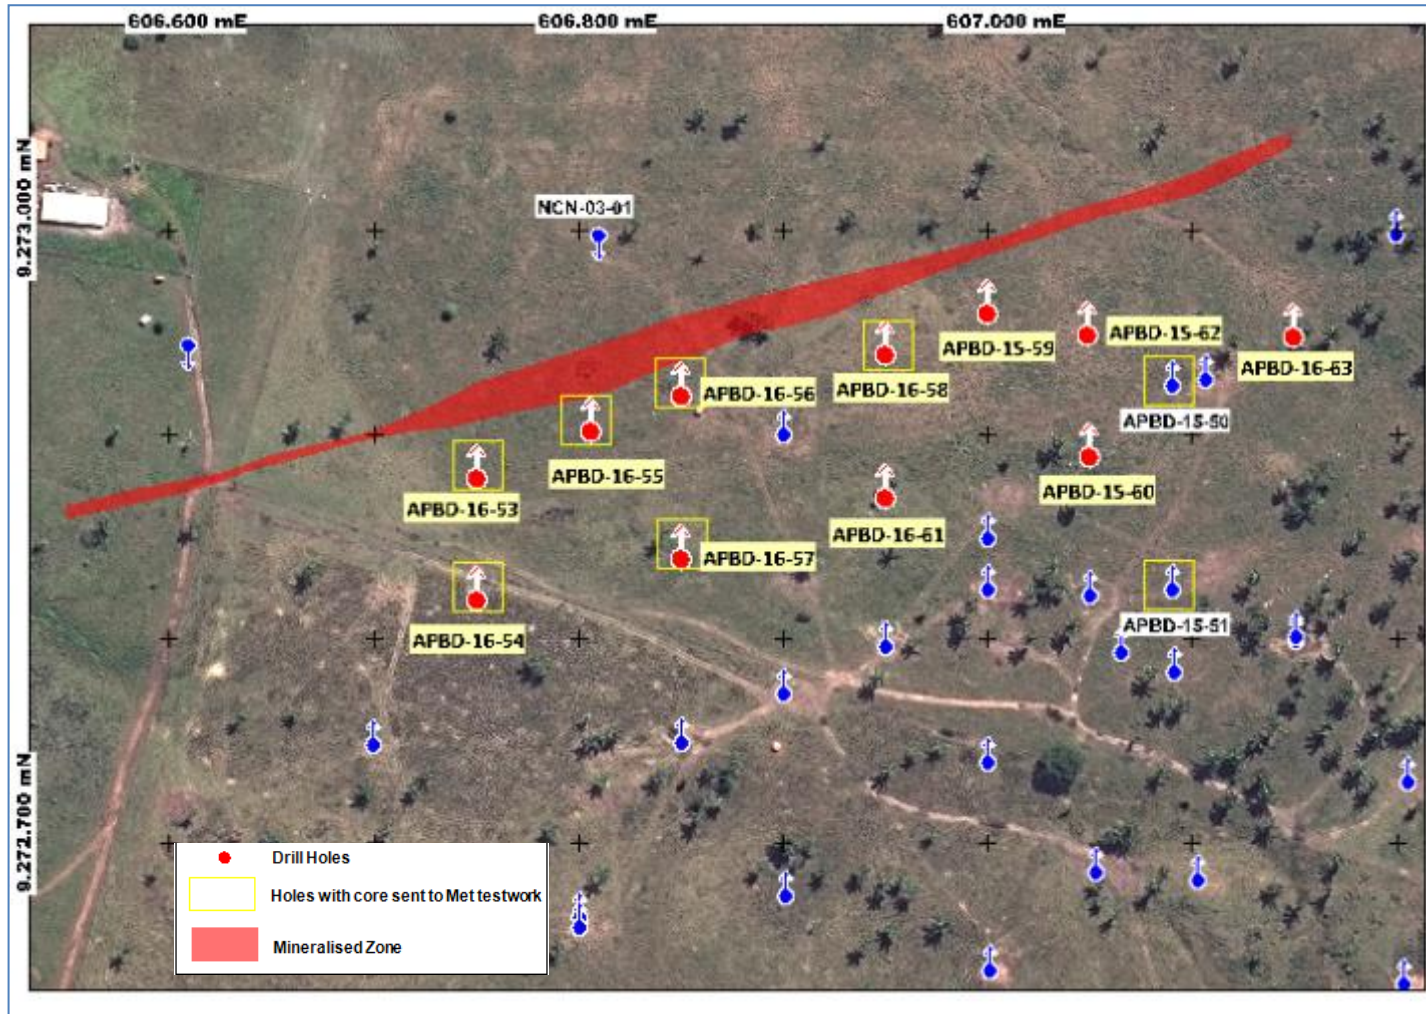 606.600 mE
606.800 mE
607.000 mE
9.273.000 mN
NCN-03-01
APBD-15-59
APBD-15-62
APBD-16-63
APBD-16-58
APBD-16-56
APBD-15-50
APBD-16-55
APBD-15-60
APBD-16-53
APBD-16-61
APBD-16-57
APBD-15-51
APBD-16-54
9.272.700 mN
Drill Holes
Holes with core sent to Met testwork
Mineralised Zone